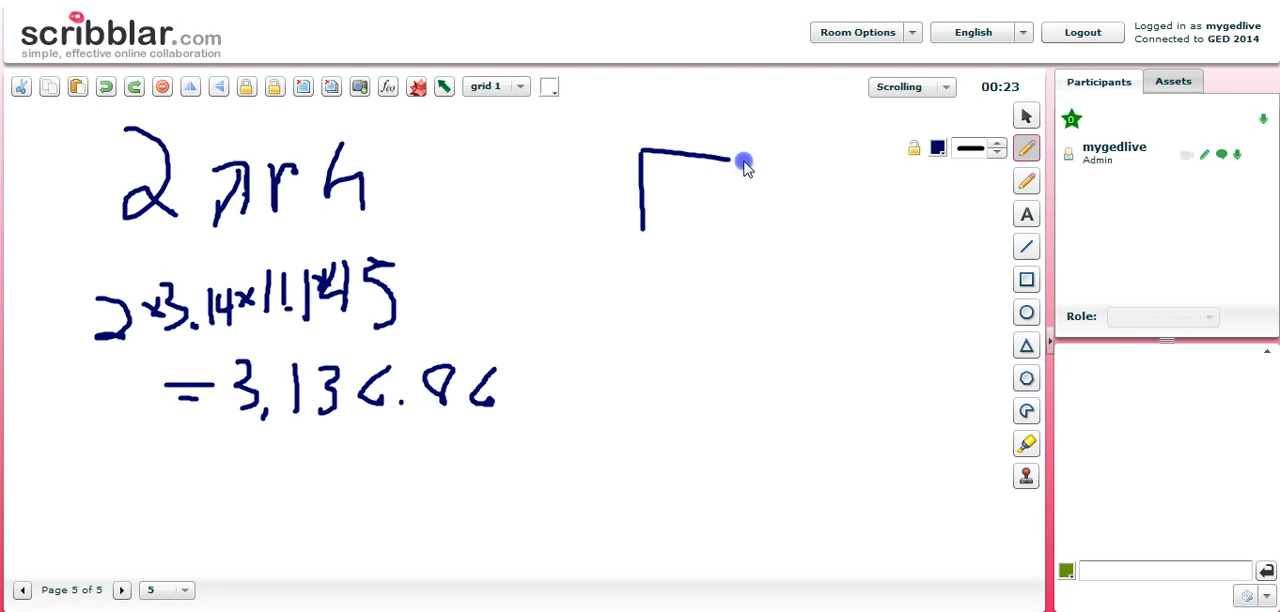 scribblar.com
simple, effective online collaboration
Room Options
English
Logout
Logged in as mygedlive
Connected to GED 2014
f(x)
grid 1
Scrolling
00:23
Participants
Assets
0
mygedlive
Admin
A
2πrh
2*3.14*11.1*45
=3,136.86
Role:
Page 5 of 5
5